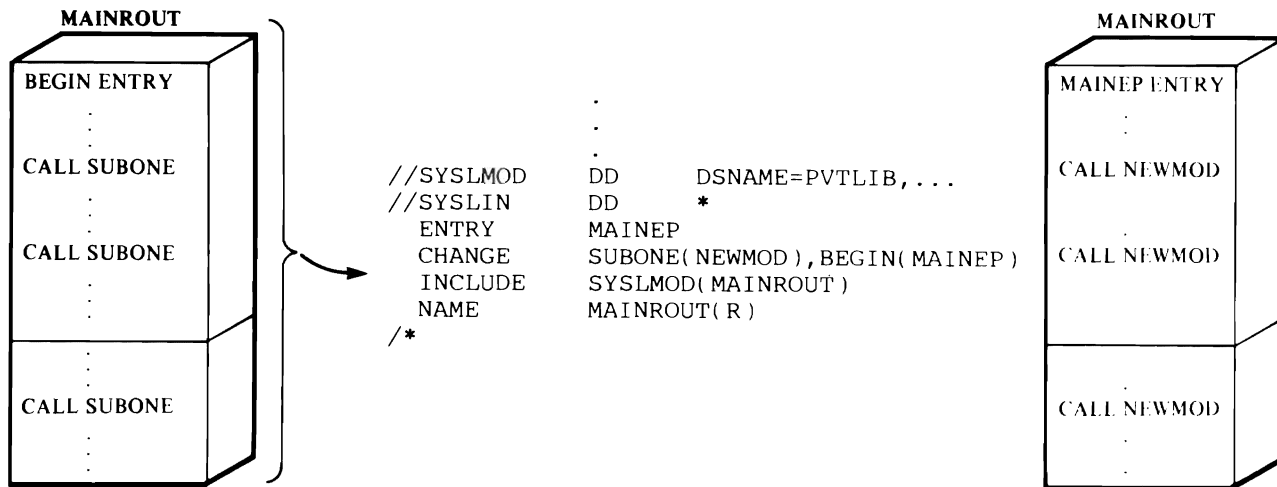 MAINROUT
BEGIN ENTRY
.
.
.
CALL SUBONE
.
.
.
CALL SUBONE
.
.
.
.
.
.
CALL SUBONE
.
.
.
.
.
.
//SYSLMOD DD DSNAME=PVTLIB,...
//SYSLIN DD *
ENTRY MAINEP
CHANGE SUBONE(NEWMOD),BEGIN(MAINEP)
INCLUDE SYSLMOD(MAINROUT)
NAME MAINROUT(R)
/*
MAINROUT
MAINEP ENTRY
.
.
.
CALL NEWMOD
.
.
.
CALL NEWMOD
.
.
.
.
.
.
CALL NEWMOD
.
.
.